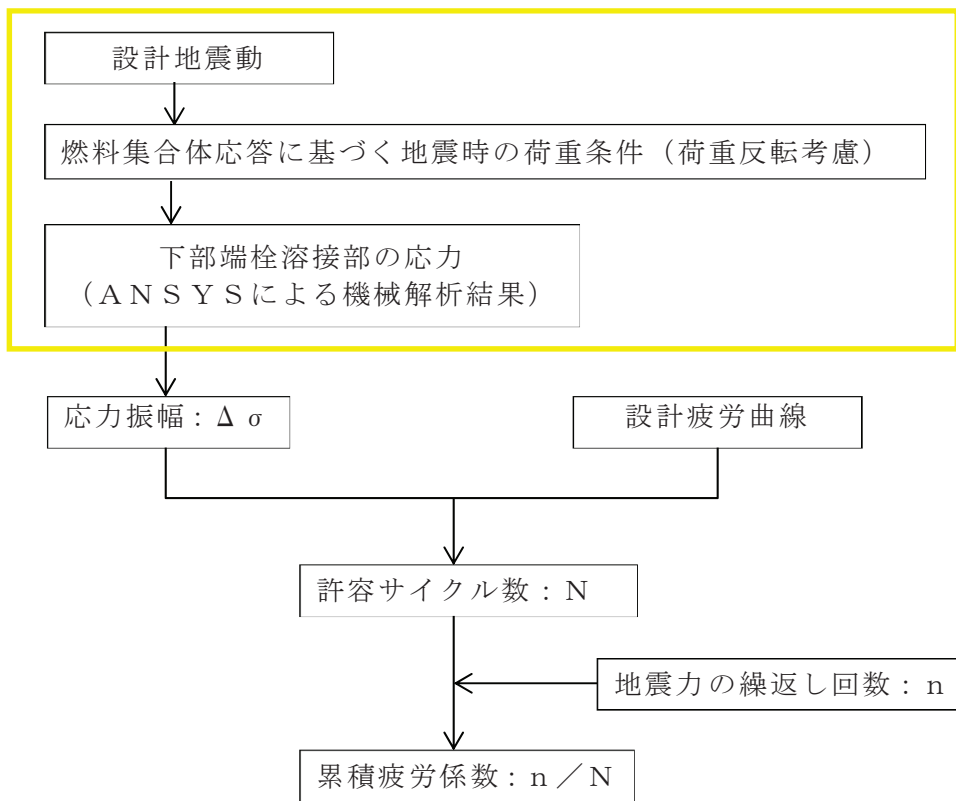 設計地震動
燃料集合体応答に基づく地震時の荷重条件（荷重反転考慮）
下部端栓溶接部の応力
（ＡＮＳＹＳによる機械解析結果）
応力振幅：Δσ
設計疲労曲線
許容サイクル数：Ｎ
地震力の繰返し回数：ｎ
累積疲労係数：ｎ／Ｎ